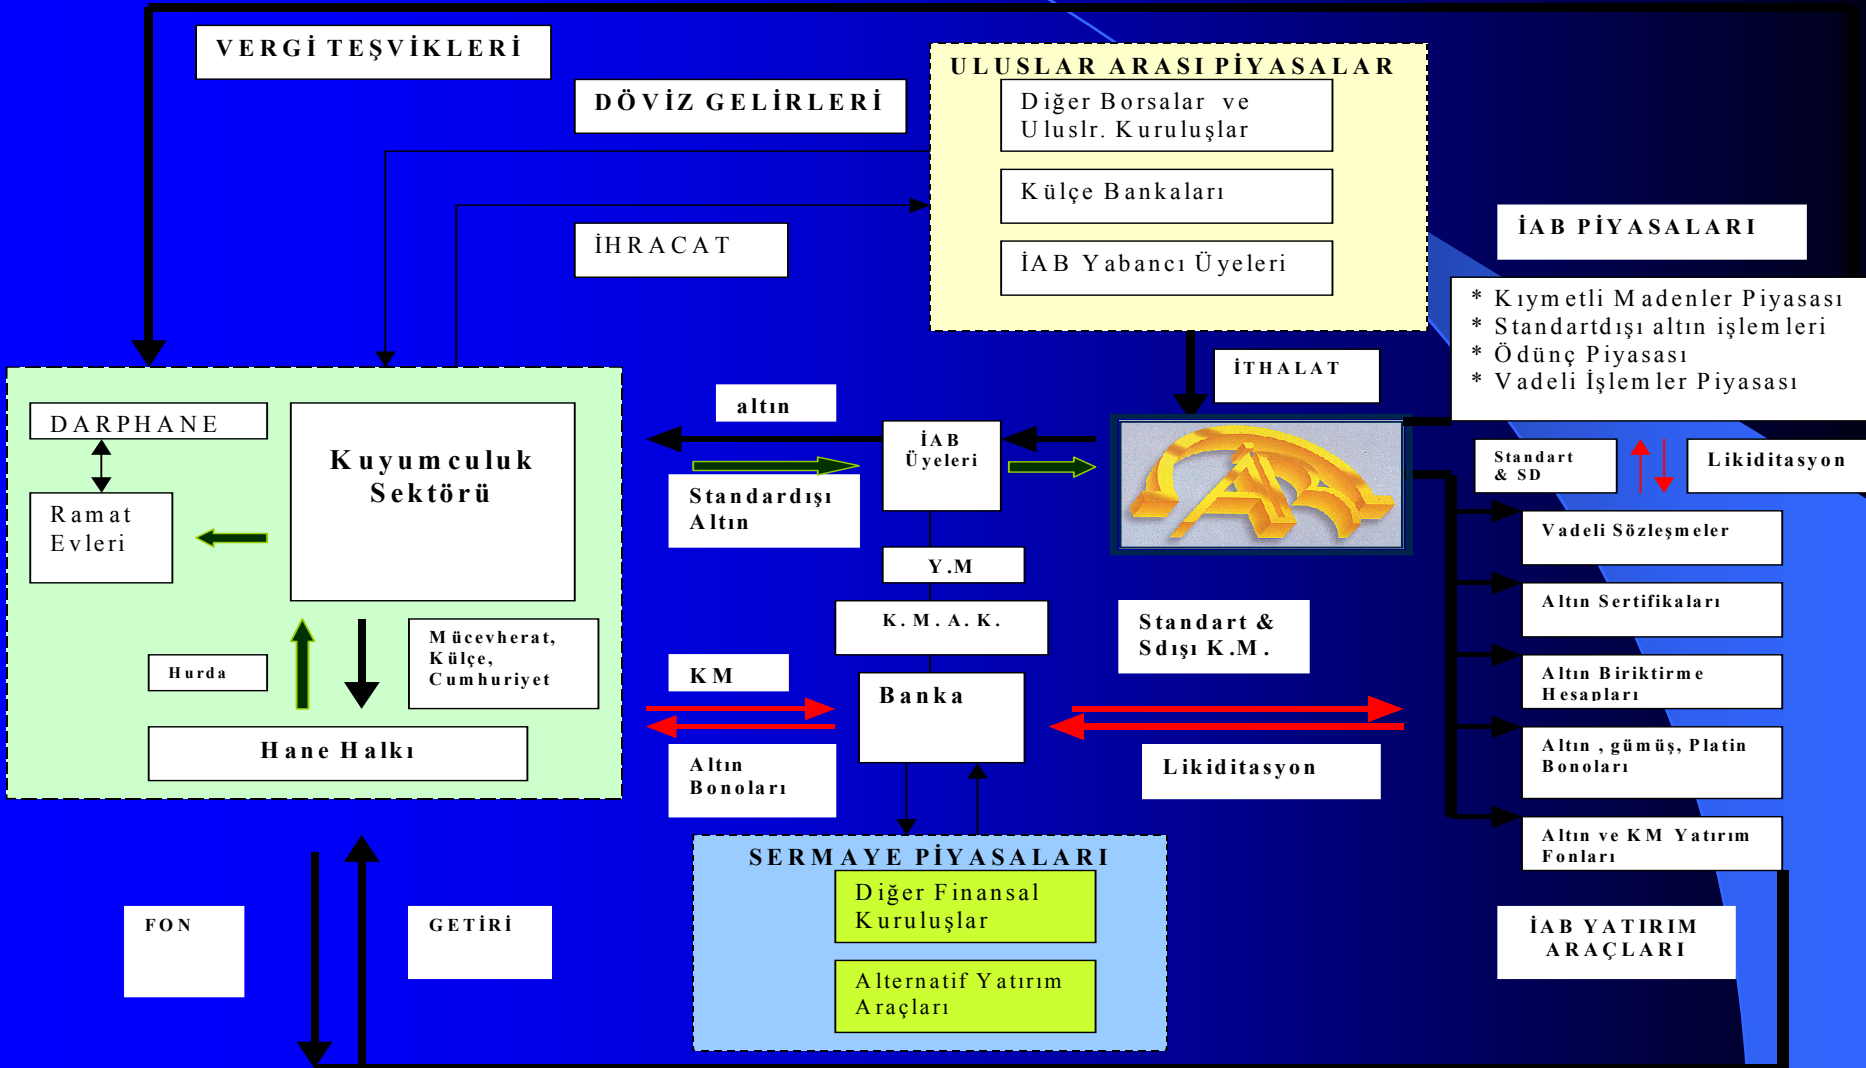 VERGİ TEŞVİKLERİ
DÖVİZ GELİRLERİ
İHRACAT
ULUSLAR ARASI PİYASALAR
Diğer Borsalar ve
Uluslr. Kuruluşlar
Külçe Bankaları
İAB Yabancı Üyeleri
İTHALAT
İAB PİYASALARI
* Kıymetli Madenler Piyasası
* Standartdışı altın işlemleri
* Ödünç Piyasası
* Vadeli İşlemler Piyasası
DARPHANE
Ramat
Evleri
Kuyumculuk
Sektörü
Hurda
Mücevherat,
Külçe,
Cumhuriyet
Hane Halkı
altın
Standardışı
Altın
İAB
Üyeleri
Y.M
K. M. A. K.
Banka
KM
Altın
Bonoları
Standart &
Sdışı K.M.
Likiditasyon
Standart
& SD
Likiditasyon
Vadeli Sözleşmeler
Altın Sertifikaları
Altın Biriktirme
Hesapları
Altın , gümüş, Platin
Bonoları
Altın ve KM Yatırım
Fonları
İAB YATIRIM
ARAÇLARI
SERMAYE PİYASALARI
Diğer Finansal
Kuruluşlar
Alternatif Yatırım
Araçları
FON
GETİRİ